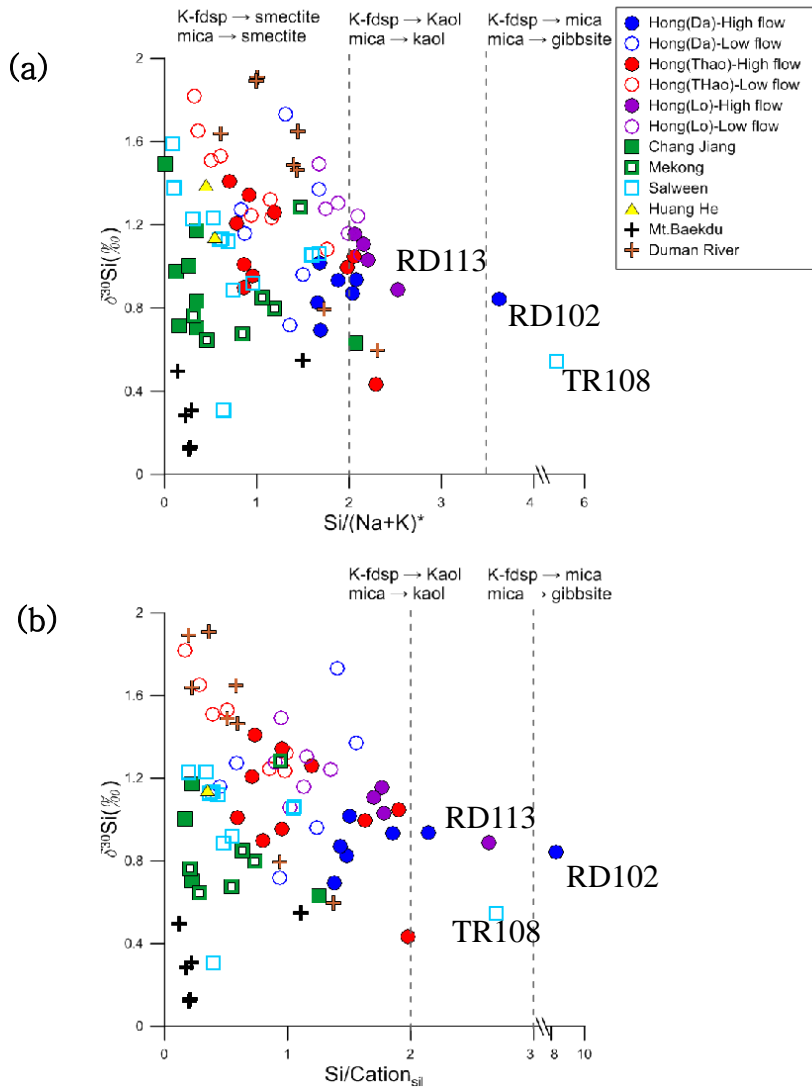 (a)
K-fdsp → smectite
mica → smectite
K-fdsp → Kaol
mica → kaol
K-fdsp → mica
mica → gibbsite
Hong(Da)-High flow
Hong(Da)-Low flow
Hong(Thao)-High flow
Hong(THao)-Low flow
Hong(Lo)-High flow
Hong(Lo)-Low flow
Chang Jiang
Mekong
Salween
Huang He
Mt.Baekdu
Duman River
2
1.6
1.2
0.8
0.4
0
δ³⁰Si(‰)
RD113
RD102
TR108
0 1 2 3 4 6
Si/(Na+K)*
(b)
K-fdsp → Kaol
mica → kaol
K-fdsp → mica
mica → gibbsite
2
1.6
1.2
0.8
0.4
0
δ³⁰Si(‰)
RD113
RD102
TR108
0 1 2 3 8 10
Si/Cation_sil